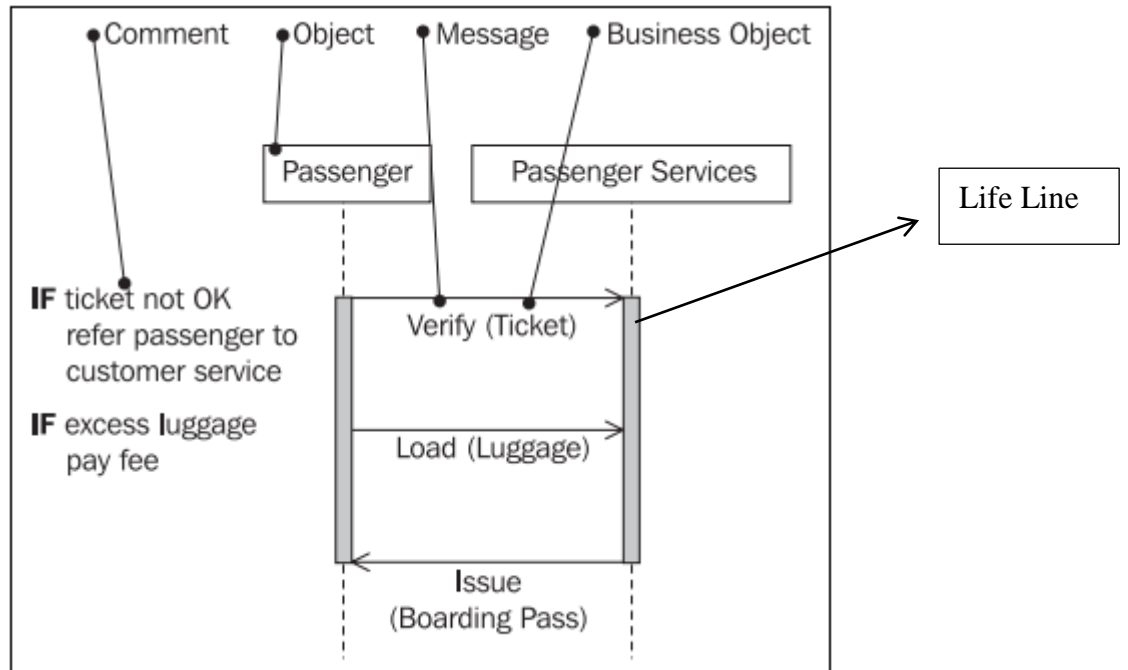 Comment Object Message Business Object
Passenger Passenger Services
Life Line
IF ticket not OK
refer passenger to
customer service
Verify (Ticket)
IF excess luggage
pay fee
Load (Luggage)
Issue
(Boarding Pass)